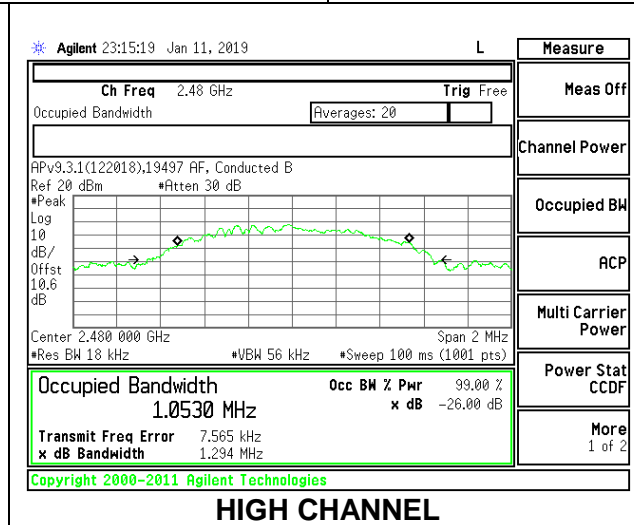 Agilent 23:15:19 Jan 11, 2019 L
Measure
Ch Freq 2.48 GHz Trig Free
Occupied Bandwidth Averages: 20
APv9.3.1(122018),19497 AF, Conducted B
Ref 20 dBm #Atten 30 dB
#Peak
Log
10
dB/
Offst
10.6
dB
Center 2.480 000 GHz Span 2 MHz
#Res BW 18 kHz #VBW 56 kHz #Sweep 100 ms (1001 pts)
Occupied Bandwidth Occ BW % Pwr 99.00 %
1.0530 MHz x dB -26.00 dB
Transmit Freq Error 7.565 kHz
x dB Bandwidth 1.294 MHz
Copyright 2000-2011 Agilent Technologies
Meas Off
Channel Power
Occupied BW
ACP
Multi Carrier
Power
Power Stat
CCDF
More
1 of 2
HIGH CHANNEL